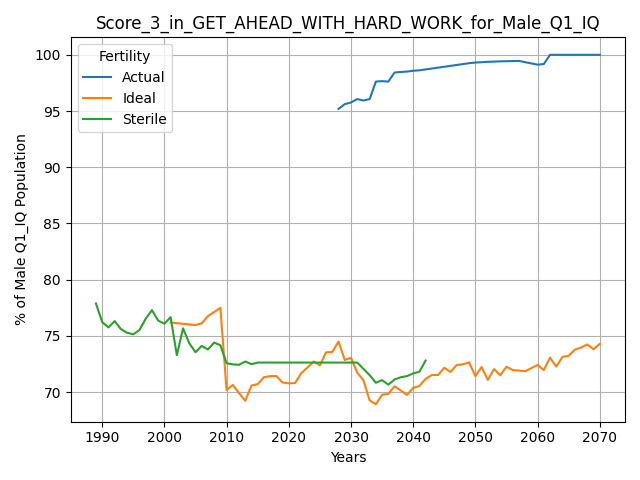 Score_3_in_GET_AHEAD_WITH_HARD_WORK_for_Male_Q1_IQ
Fertility
Actual
Ideal
Sterile
% of Male Q1_IQ Population
100
95
90
85
80
75
70
1990 2000 2010 2020 2030 2040 2050 2060 2070
Years